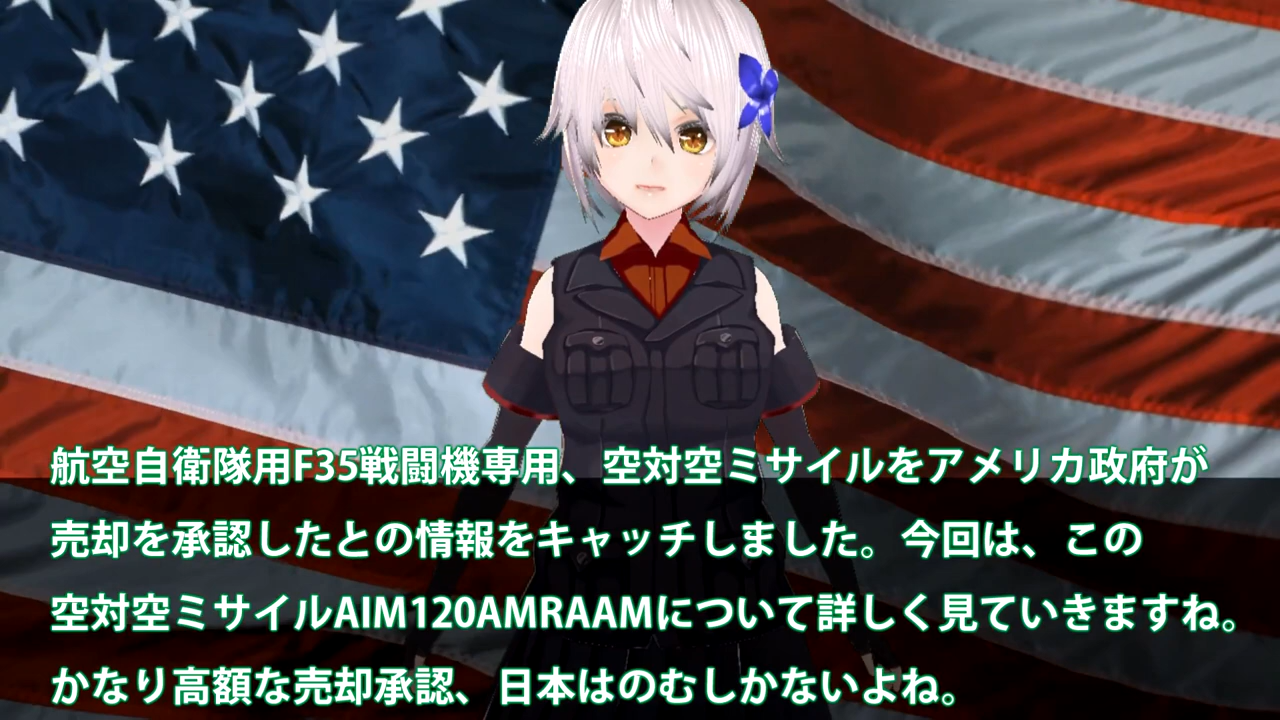 航空自衛隊用F35戦闘機専用、空対空ミサイルをアメリカ政府が
売却を承認したとの情報をキャッチしました。今回は、この
空対空ミサイルAIM120AMRAAMについて詳しく見ていきますね。
かなり高額な売却承認、日本はのむしかないよね。